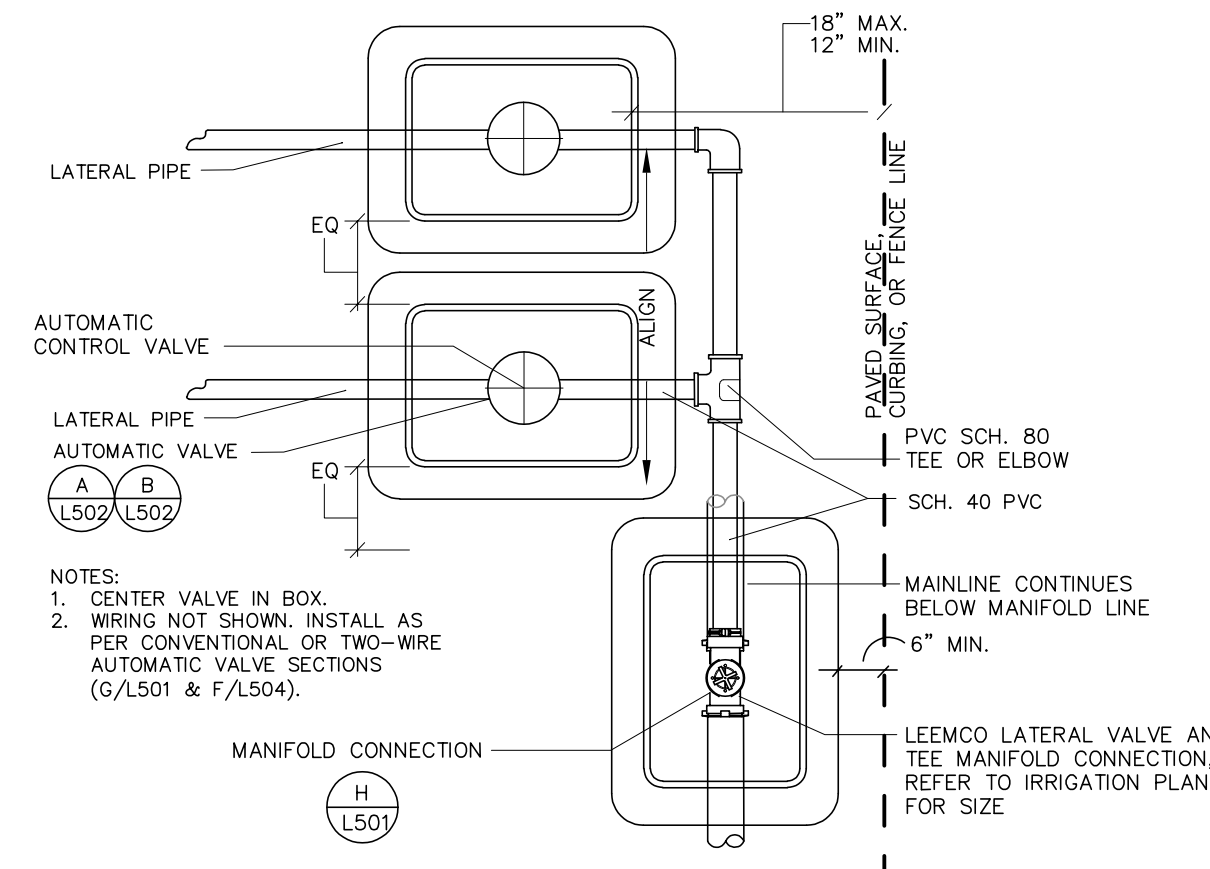 18" MAX.
12" MIN.
LATERAL PIPE
EQ
PAVED SURFACE,
CURBING, OR FENCE LINE
ALIGN
AUTOMATIC
CONTROL VALVE
LATERAL PIPE
AUTOMATIC VALVE
A
L502
B
L502
EQ
PVC SCH. 80
TEE OR ELBOW
SCH. 40 PVC
NOTES:
1. CENTER VALVE IN BOX.
2. WIRING NOT SHOWN. INSTALL AS
PER CONVENTIONAL OR TWO-WIRE
AUTOMATIC VALVE SECTIONS
(G/L501 & F/L504).
MAINLINE CONTINUES
BELOW MANIFOLD LINE
6" MIN.
MANIFOLD CONNECTION
H
L501
LEEMCO LATERAL VALVE AN
TEE MANIFOLD CONNECTION,
REFER TO IRRIGATION PLAN
FOR SIZE